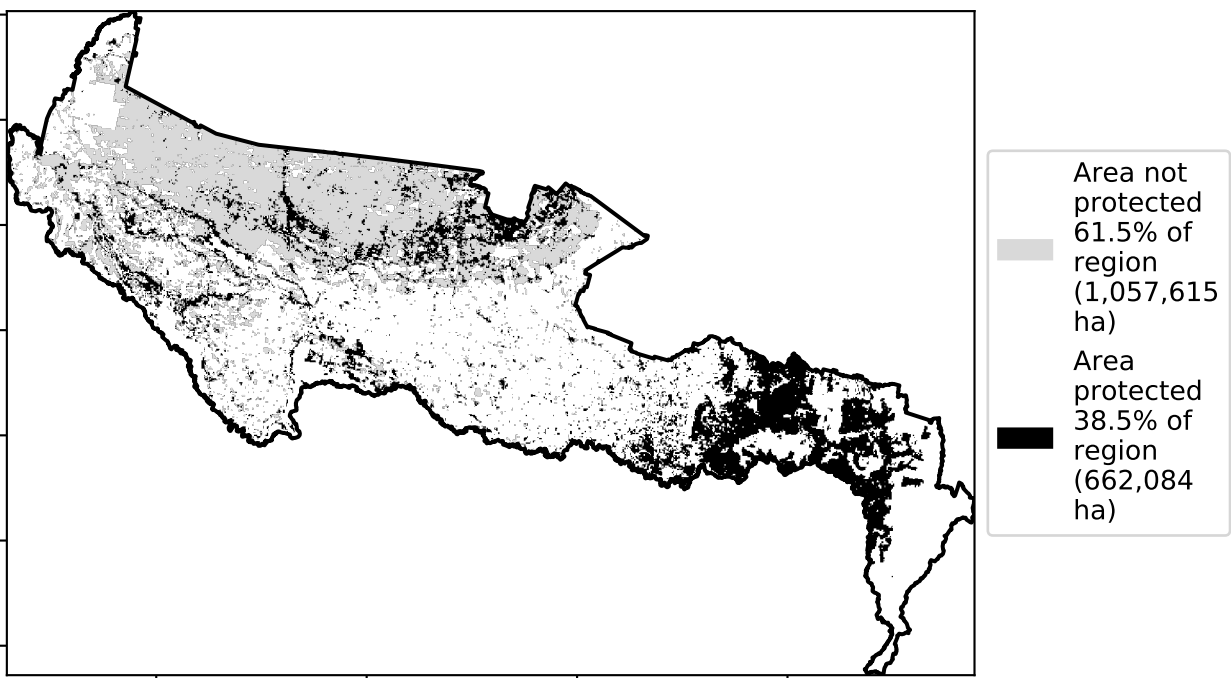 Area not
protected
61.5% of
region
(1,057,615
ha)
Area
protected
38.5% of
region
(662,084
ha)